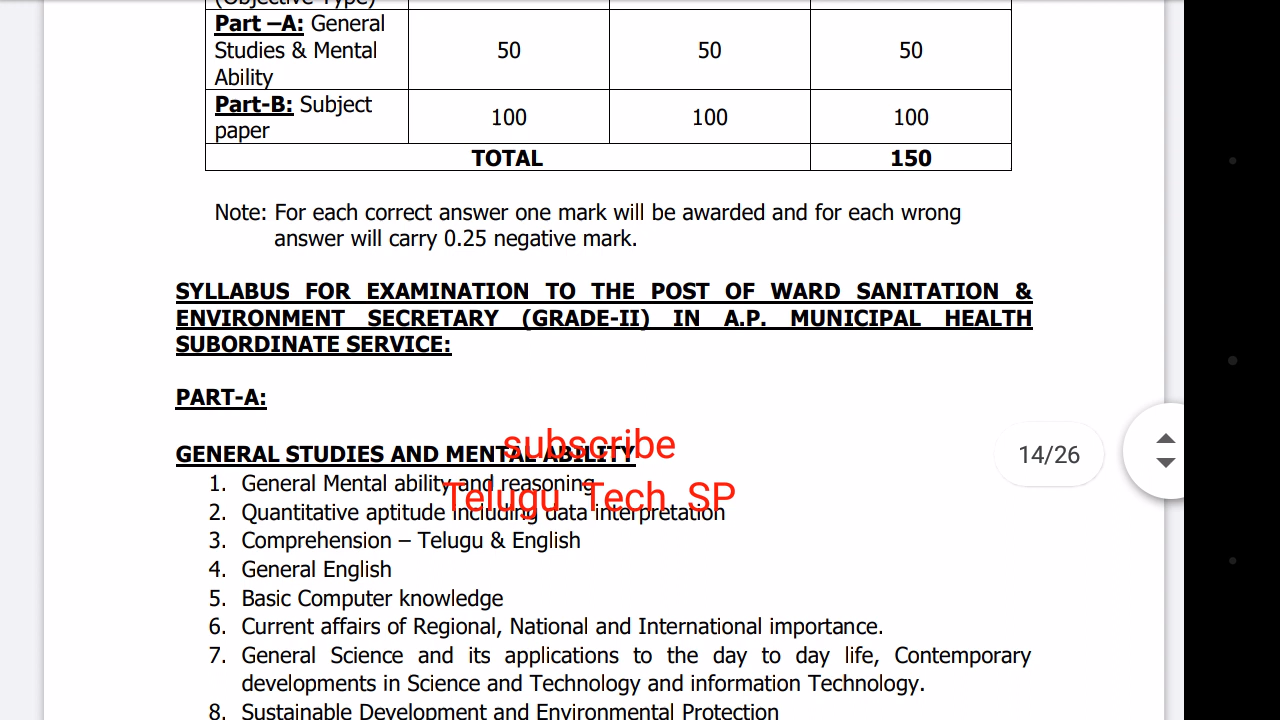 (Objective Type)
Part –A: General
Studies & Mental
Ability
50
50
50
Part-B: Subject
paper
100
100
100
TOTAL
150
Note: For each correct answer one mark will be awarded and for each wrong
answer will carry 0.25 negative mark.
SYLLABUS FOR EXAMINATION TO THE POST OF WARD SANITATION &
ENVIRONMENT SECRETARY (GRADE-II) IN A.P. MUNICIPAL HEALTH
SUBORDINATE SERVICE:
PART-A:
subscribe
GENERAL STUDIES AND MENTAL ABILITY
14/26
1. General Mental ability and reasoning
Telugu Tech SP
2. Quantitative aptitude including data interpretation
3. Comprehension – Telugu & English
4. General English
5. Basic Computer knowledge
6. Current affairs of Regional, National and International importance.
7. General Science and its applications to the day to day life, Contemporary
developments in Science and Technology and information Technology.
8. Sustainable Development and Environmental Protection